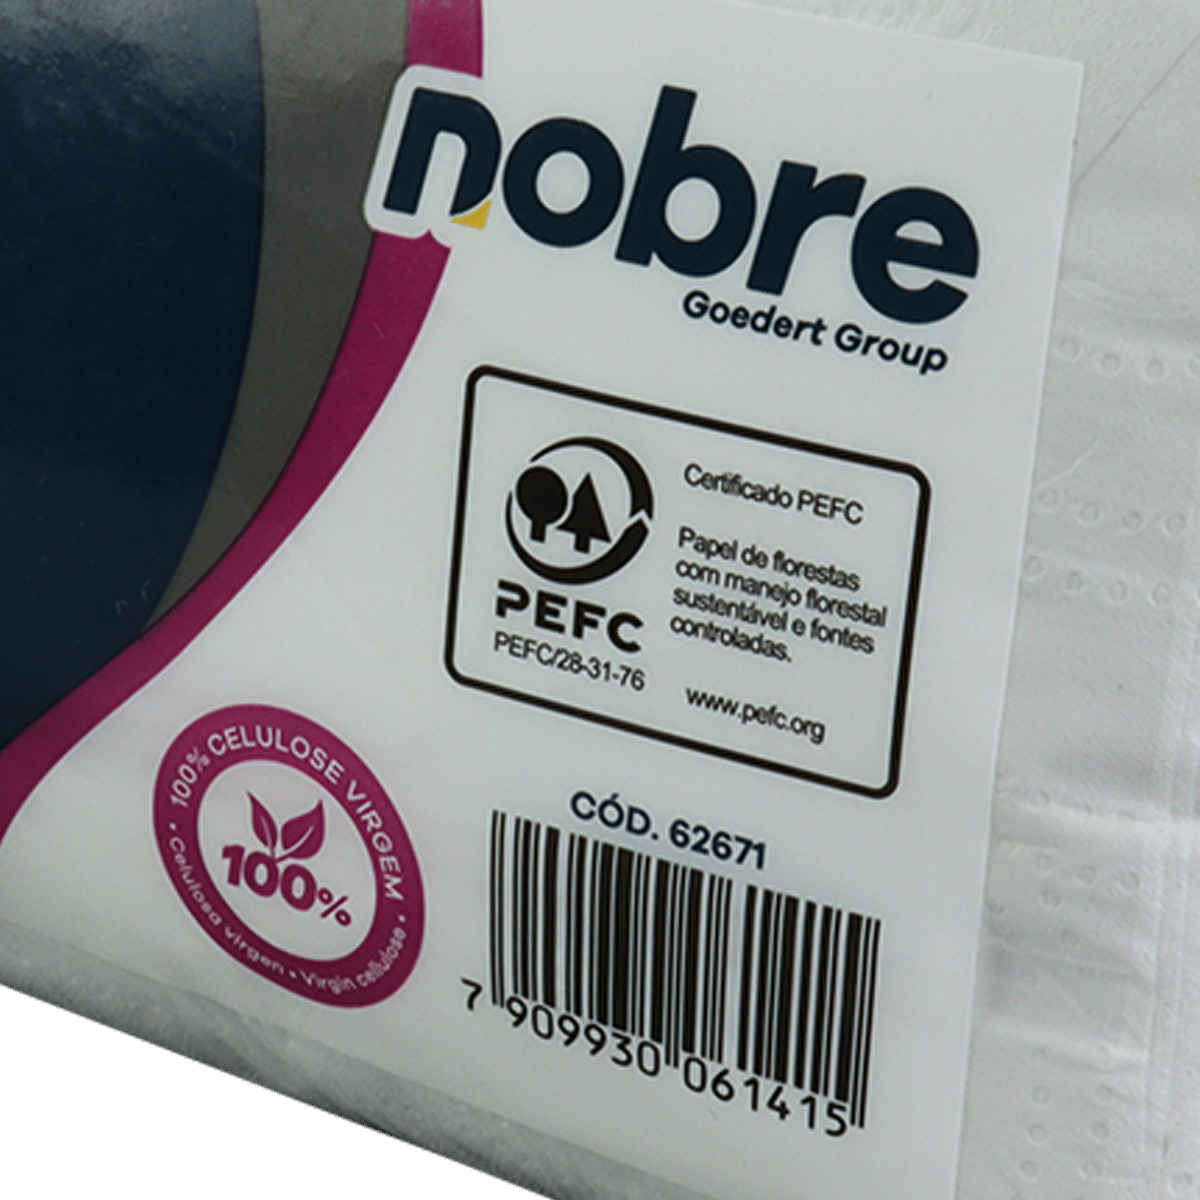 nobre
Goedert Group
Certificado PEFC
Papel de florestas
com manejo florestal
sustentável e fontes
controladas.
www.pefc.org
PEFC
PEFC/28-31-76
100% CELULOSE VIRGEM
100%
• Celulosa virgen • Virgin cellulose •
CÓD. 62671
7 909930 061415